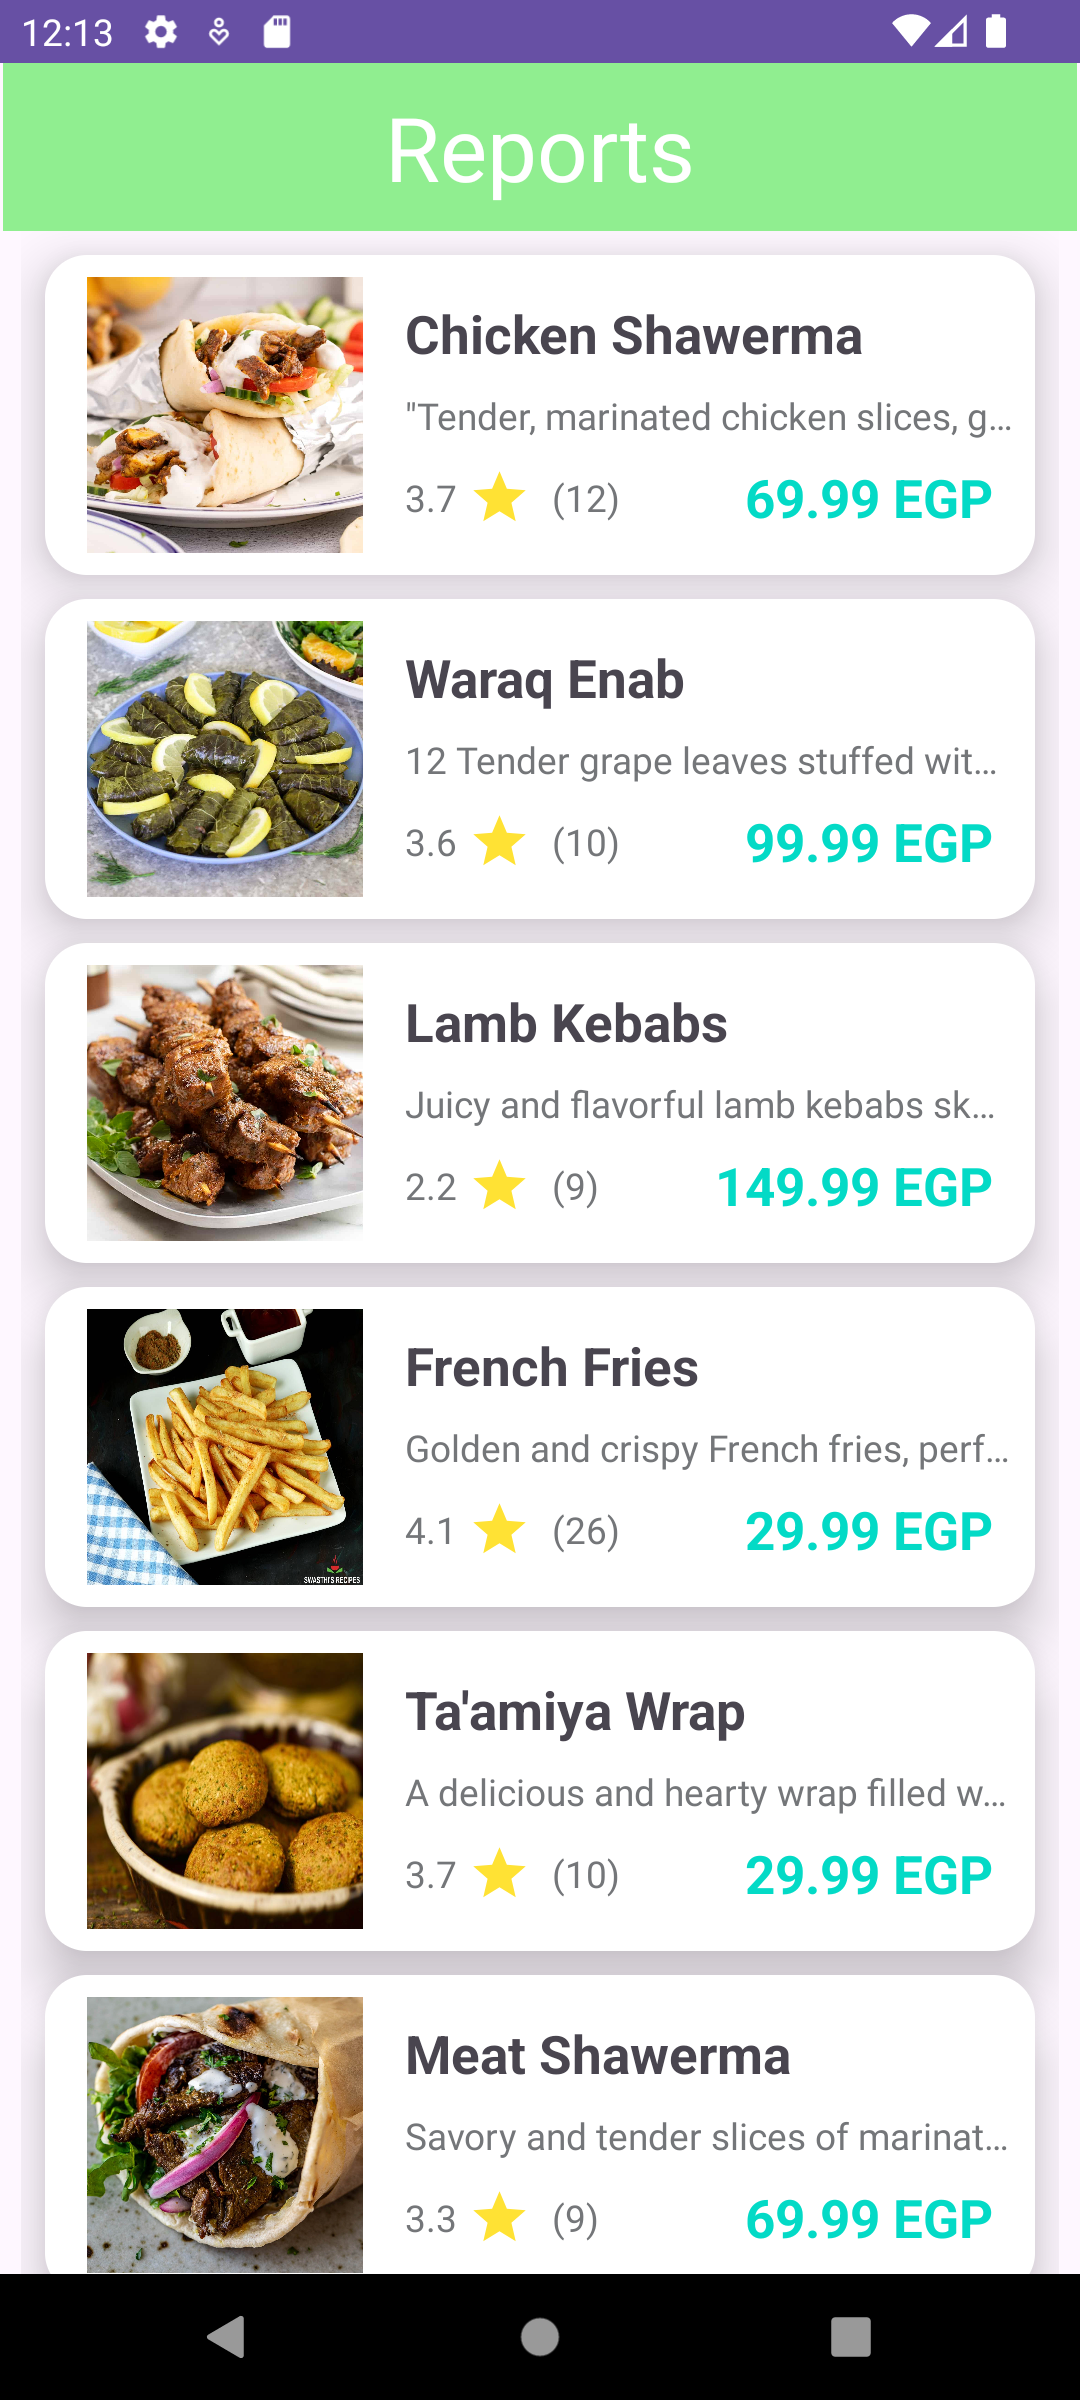 12:13
Reports
Chicken Shawerma
"Tender, marinated chicken slices, g...
3.7 (12) 69.99 EGP
Waraq Enab
12 Tender grape leaves stuffed wit...
3.6 (10) 99.99 EGP
Lamb Kebabs
Juicy and flavorful lamb kebabs sk...
2.2 (9) 149.99 EGP
French Fries
Golden and crispy French fries, perf...
4.1 (26) 29.99 EGP
SWASTHI'S RECIPES
Ta'amiya Wrap
A delicious and hearty wrap filled w...
3.7 (10) 29.99 EGP
Meat Shawerma
Savory and tender slices of marinat...
3.3 (9) 69.99 EGP